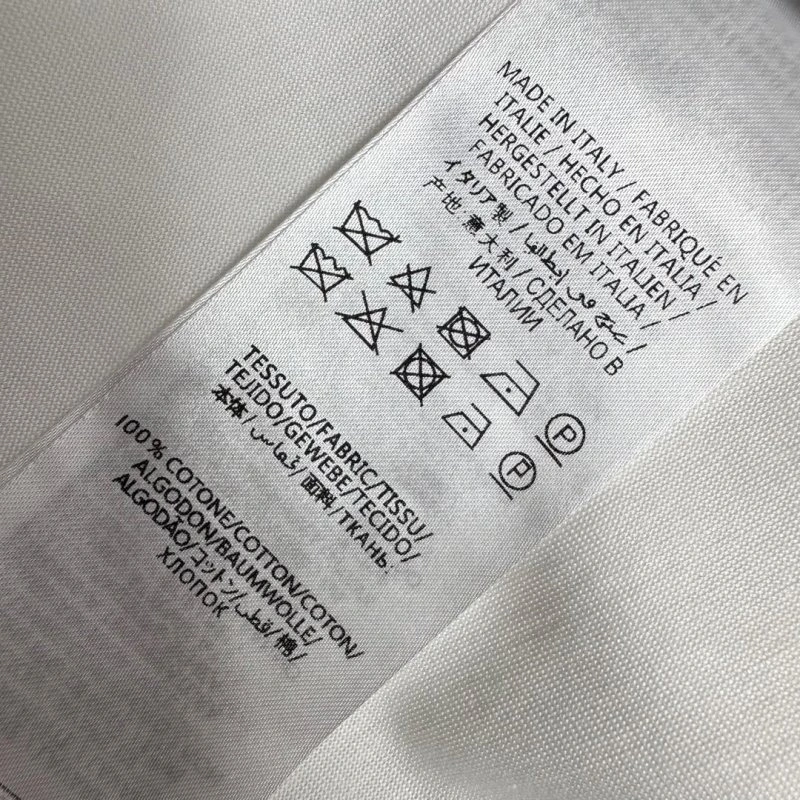 MADE IN ITALY / FABRIQUÉ EN
ITALIE / HECHO EN ITALIA /
HERGESTELLT IN ITALIEN /
FABRICADO EM ITALIA /
イタリア製 / صنع في إيطاليا /
产地.意大利 / СДЕЛАНО В
ИТАЛИИ
P
P
TESSUTO/FABRIC/TISSU/
TEJIDO/GEWEBE/TECIDO/
本体/قماش/面料/ТКАНЬ:
100% COTONE/COTTON/COTON/
ALGODON/BAUMWOLLE/
ALGODÃO/コットン/قطن/棉/
ХЛОПОК